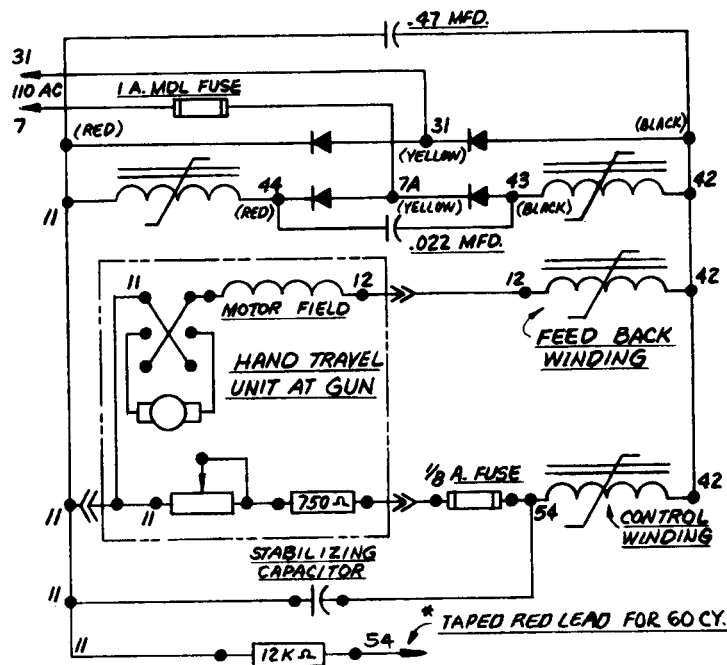 .47 MFD.
31
110 AC
1 A. MDL FUSE
7
(RED)
31
(YELLOW)
(BLACK)
11
44
(RED)
7A
(YELLOW)
43
(BLACK)
42
.022 MFD.
11
MOTOR FIELD
12
12
42
FEED BACK
WINDING
HAND TRAVEL
UNIT AT GUN
11
11
750 Ω
1/8 A. FUSE
54
42
CONTROL
WINDING
STABILIZING
CAPACITOR
11
11
12K Ω
54
* TAPED RED LEAD FOR 60 CY.